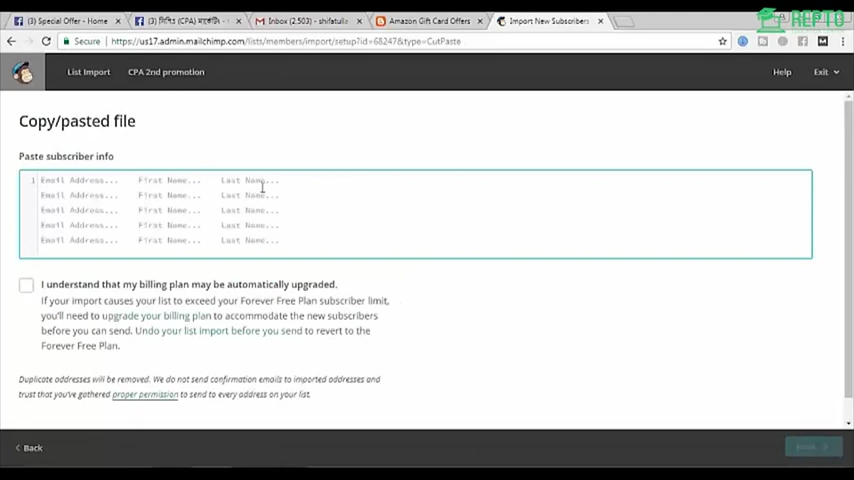 (3) Special Offer - Home
(3) সিপিএ (CPA) মার্কেটিং
Inbox (2,503) - shifatulla
Amazon Gift Card Offers
Import New Subscribers
REPTO
Secure
https://us17.admin.mailchimp.com/lists/members/import/setup?id=68247&type=CutPaste
List Import
CPA 2nd promotion
Help
Exit
Copy/pasted file
Paste subscriber info
1 Email Address... First Name... Last Name...
Email Address... First Name... Last Name...
Email Address... First Name... Last Name...
Email Address... First Name... Last Name...
Email Address... First Name... Last Name...
I understand that my billing plan may be automatically upgraded.
If your import causes your list to exceed your Forever Free Plan subscriber limit,
you'll need to upgrade your billing plan to accommodate the new subscribers
before you can send. Undo your list import before you send to revert to the
Forever Free Plan.
Duplicate addresses will be removed. We do not send confirmation emails to imported addresses and
trust that you've gathered proper permission to send to every address on your list.
Back